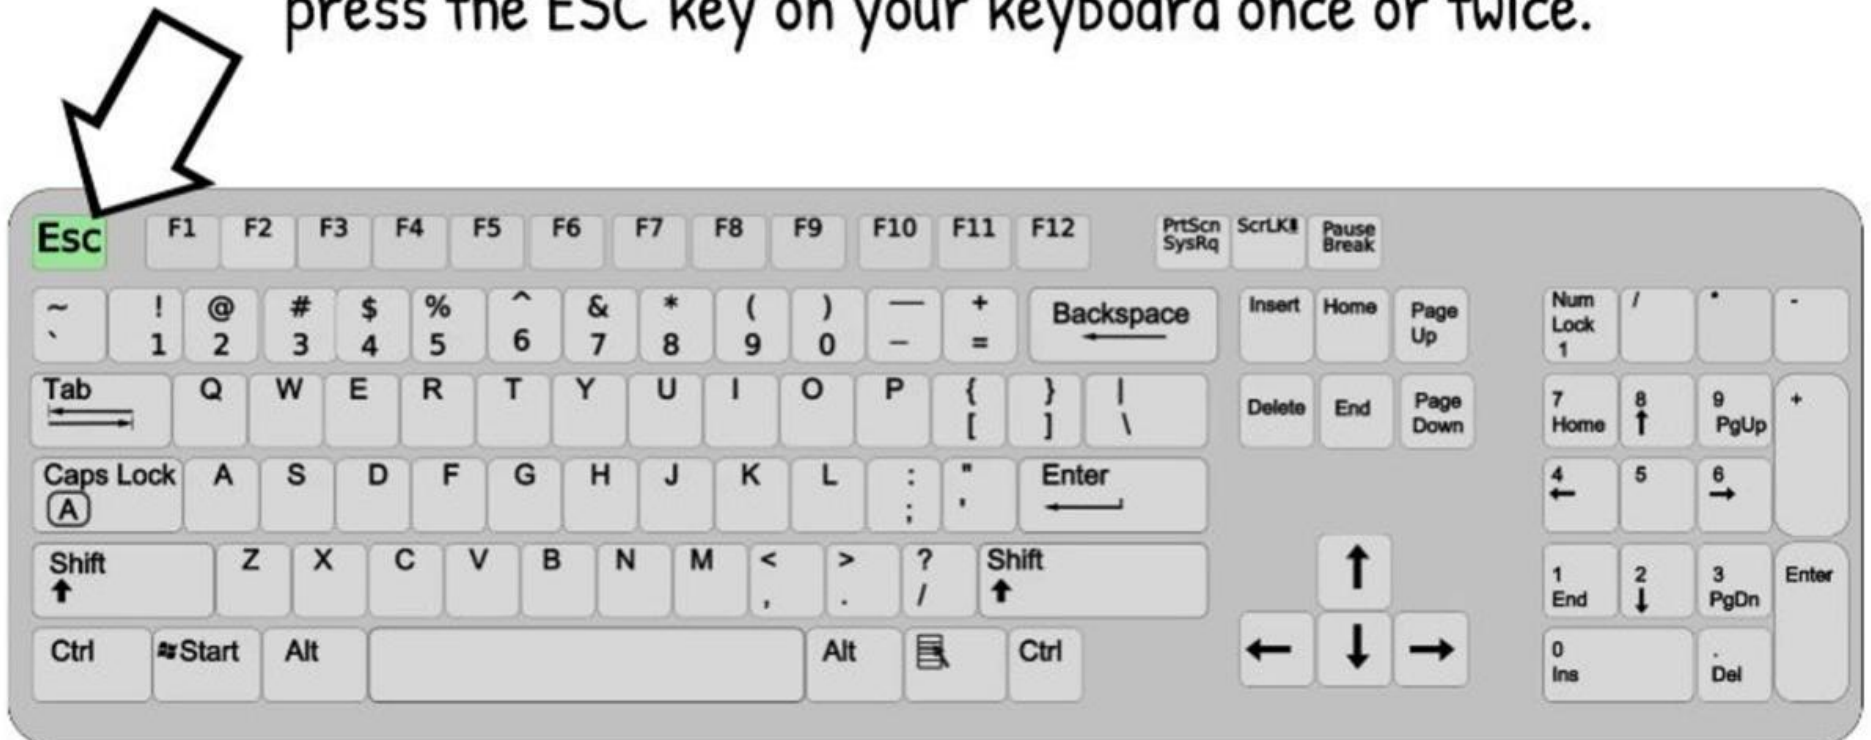 press the ESC key on your keyboard once or twice.
Esc F1 F2 F3 F4 F5 F6 F7 F8 F9 F10 F11 F12 PrtScn SysRq ScrLK Pause Break
~ ! @ # $ % ^ & * ( ) — + Backspace Insert Home Page Up Num Lock / * -
` 1 2 3 4 5 6 7 8 9 0 – = 1
Tab Q W E R T Y U I O P { } | Delete End Page Down 7 8 9 +
[ ] \ Home ↑ PgUp
Caps Lock A S D F G H J K L : " Enter 4 5 6
A ; ' ← →
Shift Z X C V B N M < > ? Shift ↑ 1 2 3 Enter
↑ , . / ↑ End ↓ PgDn
Ctrl Start Alt Alt Ctrl ← ↓ → 0 .
Ins Del